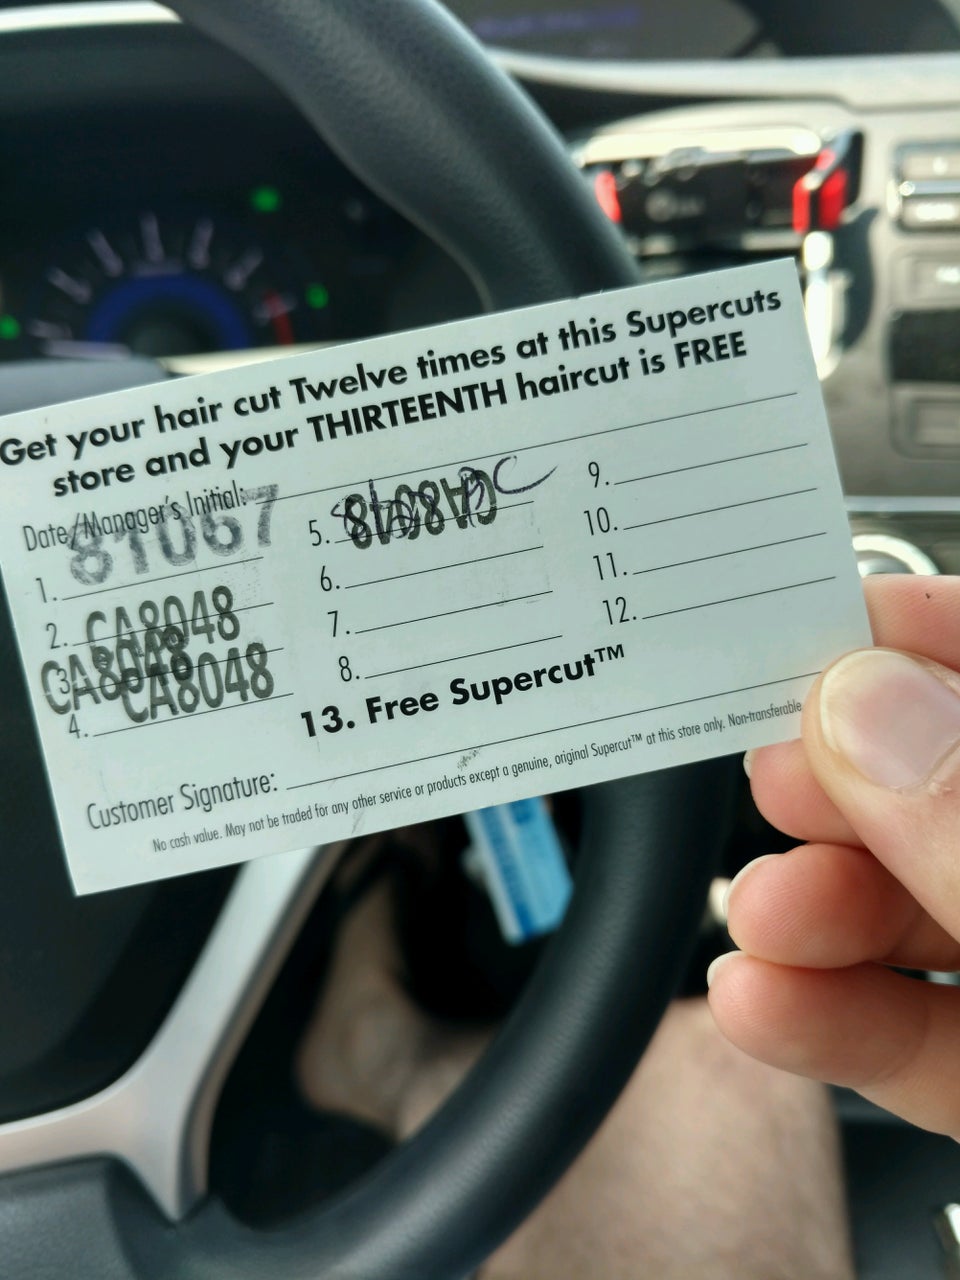 Get your hair cut Twelve times at this Supercuts
store and your THIRTEENTH haircut is FREE
Date/Manager's Initial:
1. 81067
2. CA8048
3. CA8048
4. CA8048
5. CA8048
6.
7.
8.
9.
10.
11.
12.
13. Free Supercut™
Customer Signature:
No cash value. May not be traded for any other service or products except a genuine, original Supercut™ at this store only. Non-transferable